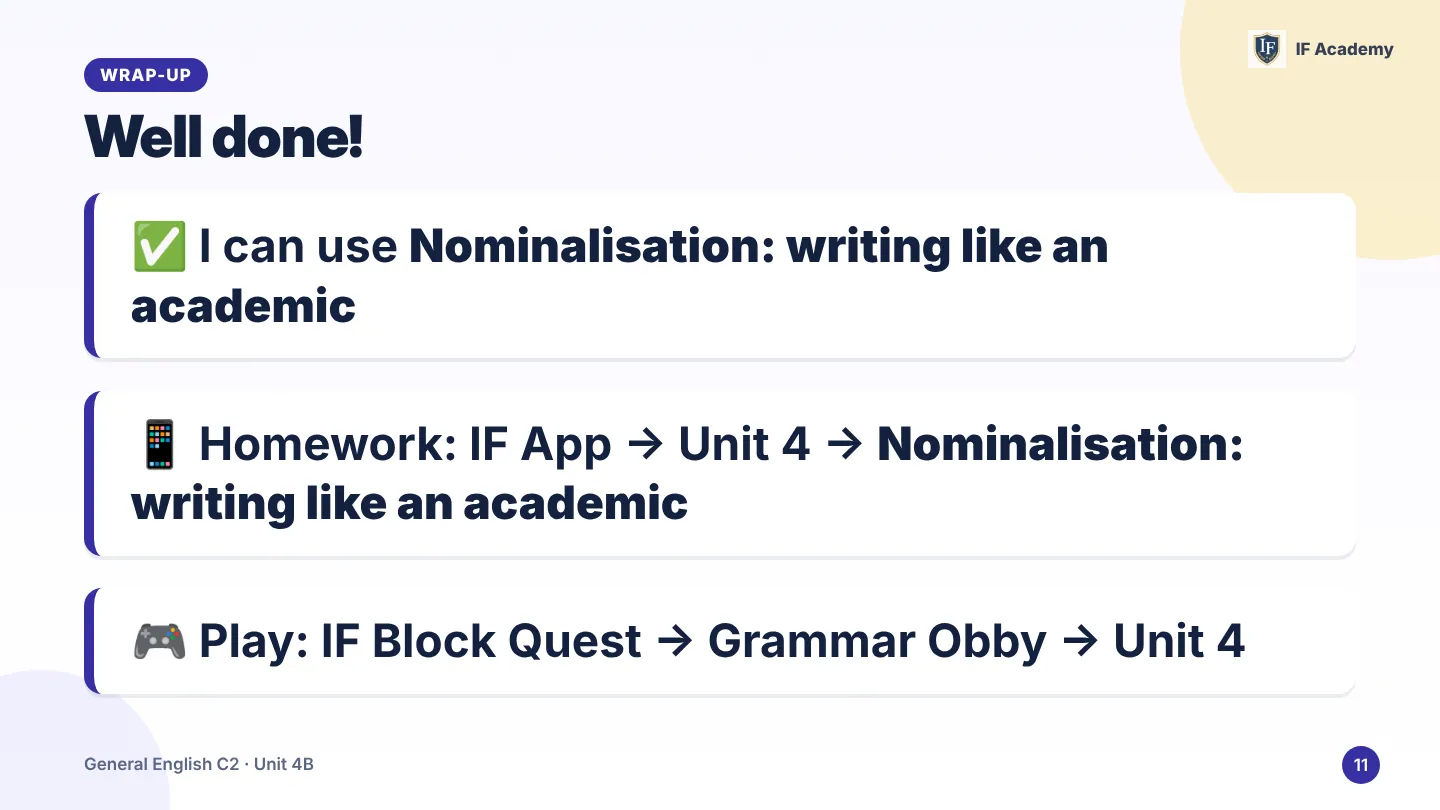 IF Academy
WRAP-UP
Well done!
✅ I can use Nominalisation: writing like an
academic
📱 Homework: IF App → Unit 4 → Nominalisation:
writing like an academic
🎮 Play: IF Block Quest → Grammar Obby → Unit 4
General English C2 · Unit 4B
11